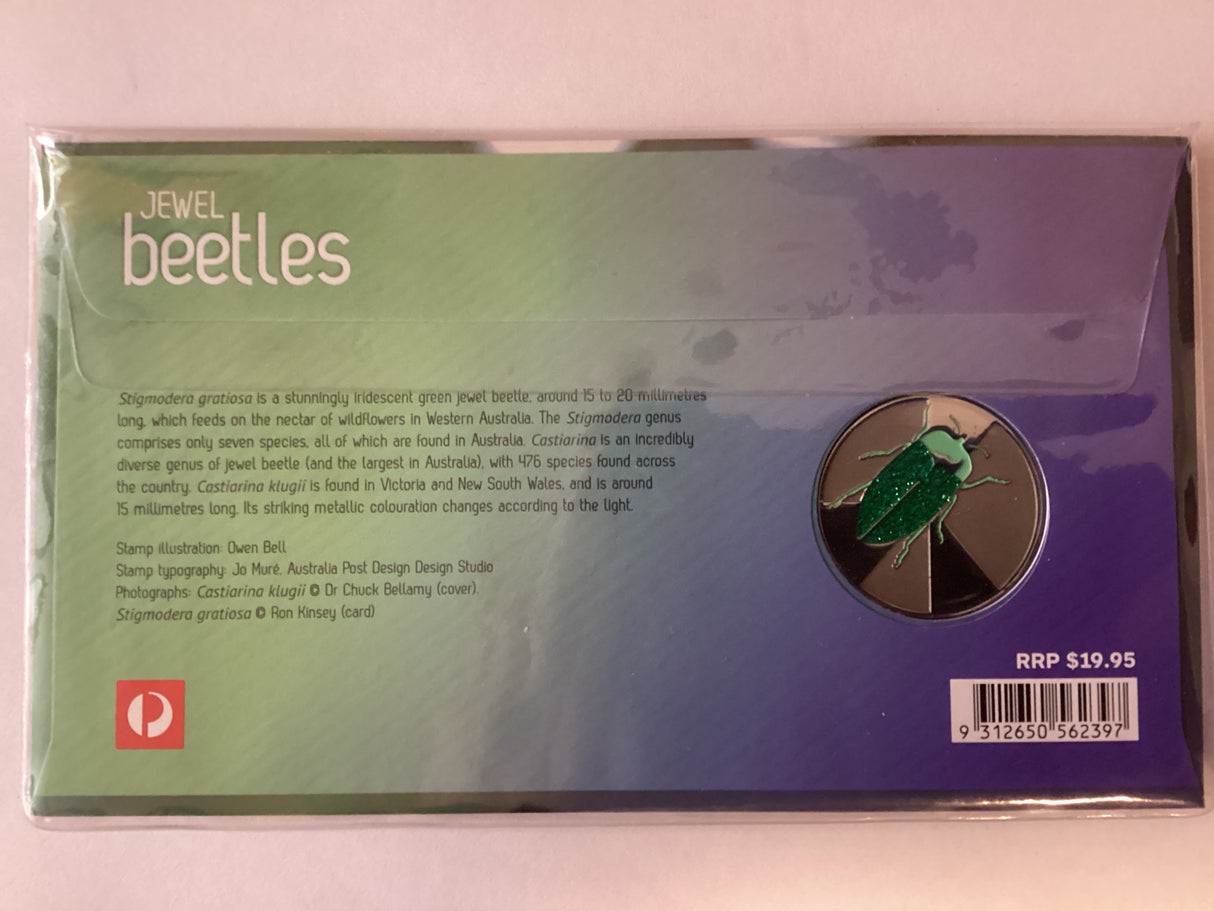 JEWEL
beetles
Stigmodera gratiosa is a stunningly iridescent green jewel beetle, around 15 to 20 millimetres
long, which feeds on the nectar of wildflowers in Western Australia. The Stigmodera genus
comprises only seven species, all of which are found in Australia. Castiarina is an incredibly
diverse genus of jewel beetle (and the largest in Australia), with 476 species found across
the country. Castiarina klugii is found in Victoria and New South Wales, and is around
15 millimetres long. Its striking metallic colouration changes according to the light.
Stamp illustration: Owen Bell
Stamp typography: Jo Muré, Australia Post Design Design Studio
Photographs: Castiarina klugii © Dr Chuck Bellamy (cover),
Stigmodera gratiosa © Ron Kinsey (card)
RRP $19.95
9 312650 562397